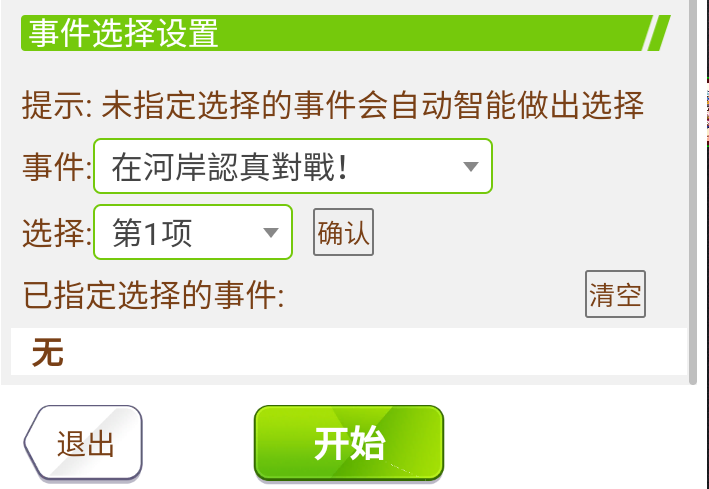 事件选择设置
提示: 未指定选择的事件会自动智能做出选择
事件: 在河岸認真對戰！
选择: 第1项 确认
已指定选择的事件: 清空
无
退出 开始